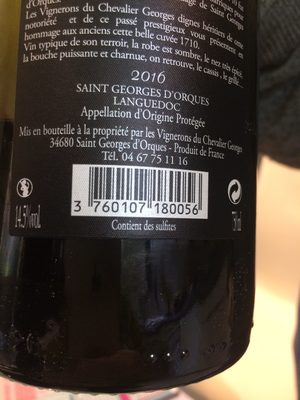 d'Orques
Les Vignerons du Chevalier Georges dignes héritiers de cette
notoriété et de ce passé prestigieux vous présentent en
hommage aux anciens cette belle cuvée 1710.
Vin typique de son terroir, la robe est sombre, le nez très épicé,
la bouche puissante et charnue, on retrouve, le cassis, le grillé...
2016
SAINT GEORGES D'ORQUES
LANGUEDOC
Appellation d'Origine Protégée
Mis en bouteille à la propriété par les Vignerons du Chevalier Georges
34680 Saint Georges d'Orques - Produit de France
Tél. 04 67 75 11 16
14,5%vol.
3 760107 180056
75cl
Contient des sulfites